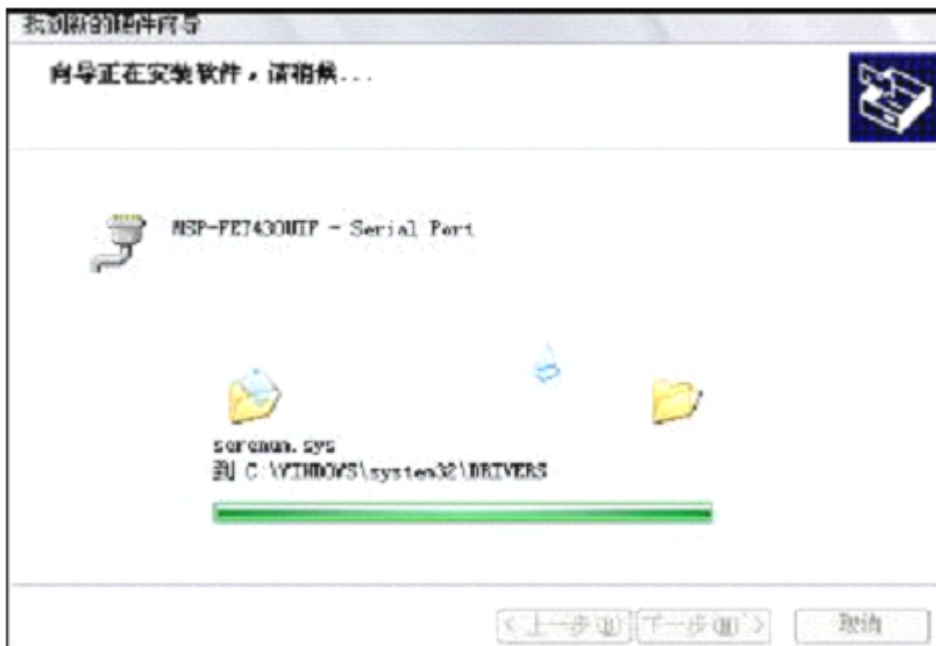 找到新的硬件向导
向导正在安装软件，请稍候...
MSP-FET430UIF - Serial Port
serenum.sys
到 C:\WINDOWS\system32\DRIVERS
< 上一步(B) 下一步(N) > 取消